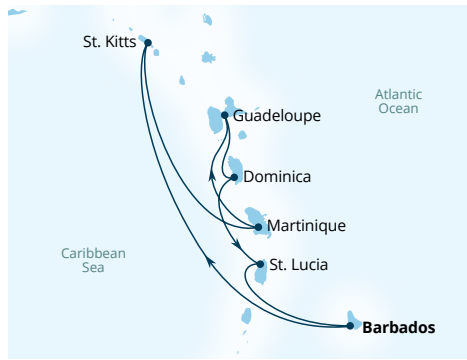 St. Kitts
Atlantic
Ocean
Guadeloupe
Dominica
Martinique
Caribbean
Sea
St. Lucia
Barbados